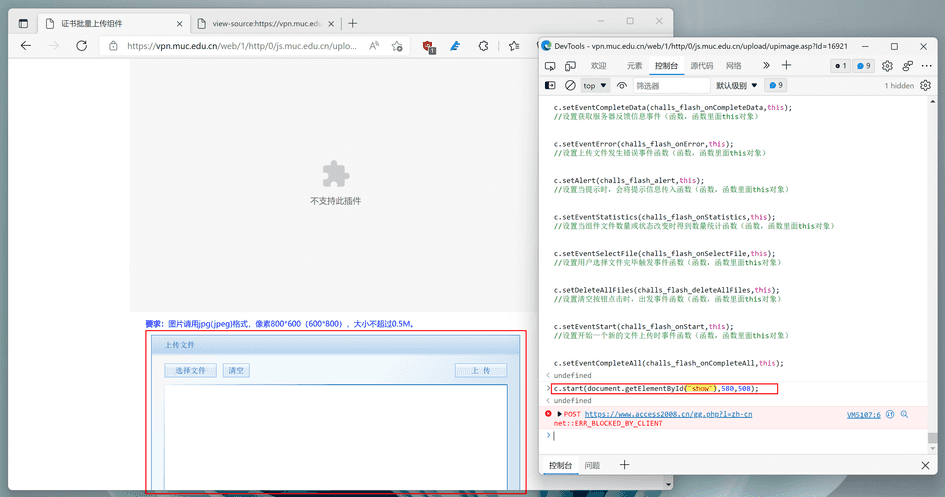 证书批量上传组件
view-source:https://vpn.muc.edu.cn/web/1
https://vpn.muc.edu.cn/web/1/http/0/js.muc.edu.cn/uplo...
1
不支持此插件
要求: 图片请用jpg(jpeg)格式，像素800*600（600*800），大小不超过0.5M。
上传文件
选择文件
清空
上 传
DevTools - vpn.muc.edu.cn/web/1/http/0/js.muc.edu.cn/upload/upimage.asp?Id=16921
欢迎
元素
控制台
源代码
网络
1
9
top
筛选器
默认级别
9
1 hidden
c.setEventCompleteData(challs_flash_onCompleteData,this);
//设置获取服务器反馈信息事件（函数，函数里面this对象）
c.setEventError(challs_flash_onError,this);
//设置上传文件发生错误事件函数（函数，函数里面this对象）
c.setAlert(challs_flash_alert,this);
//设置当提示时，会将提示信息传入函数（函数，函数里面this对象）
c.setEventStatistics(challs_flash_onStatistics,this);
//设置当组件文件数量或状态改变时得到数量统计函数（函数，函数里面this对象）
c.setEventSelectFile(challs_flash_onSelectFile,this);
//设置用户选择文件完毕触发事件函数（函数，函数里面this对象）
c.setDeleteAllFiles(challs_flash_deleteAllFiles,this);
//设置清空按钮点击时，出发事件函数（函数，函数里面this对象）
c.setEventStart(challs_flash_onStart,this);
//设置开始一个新的文件上传时事件函数（函数，函数里面this对象）
c.setEventCompleteAll(challs_flash_onCompleteAll,this);
undefined
c.start(document.getElementById("show"),580,508);
undefined
POST https://www.access2008.cn/gg.php?l=zh-cn
VM5107:6
net::ERR_BLOCKED_BY_CLIENT
控制台
问题